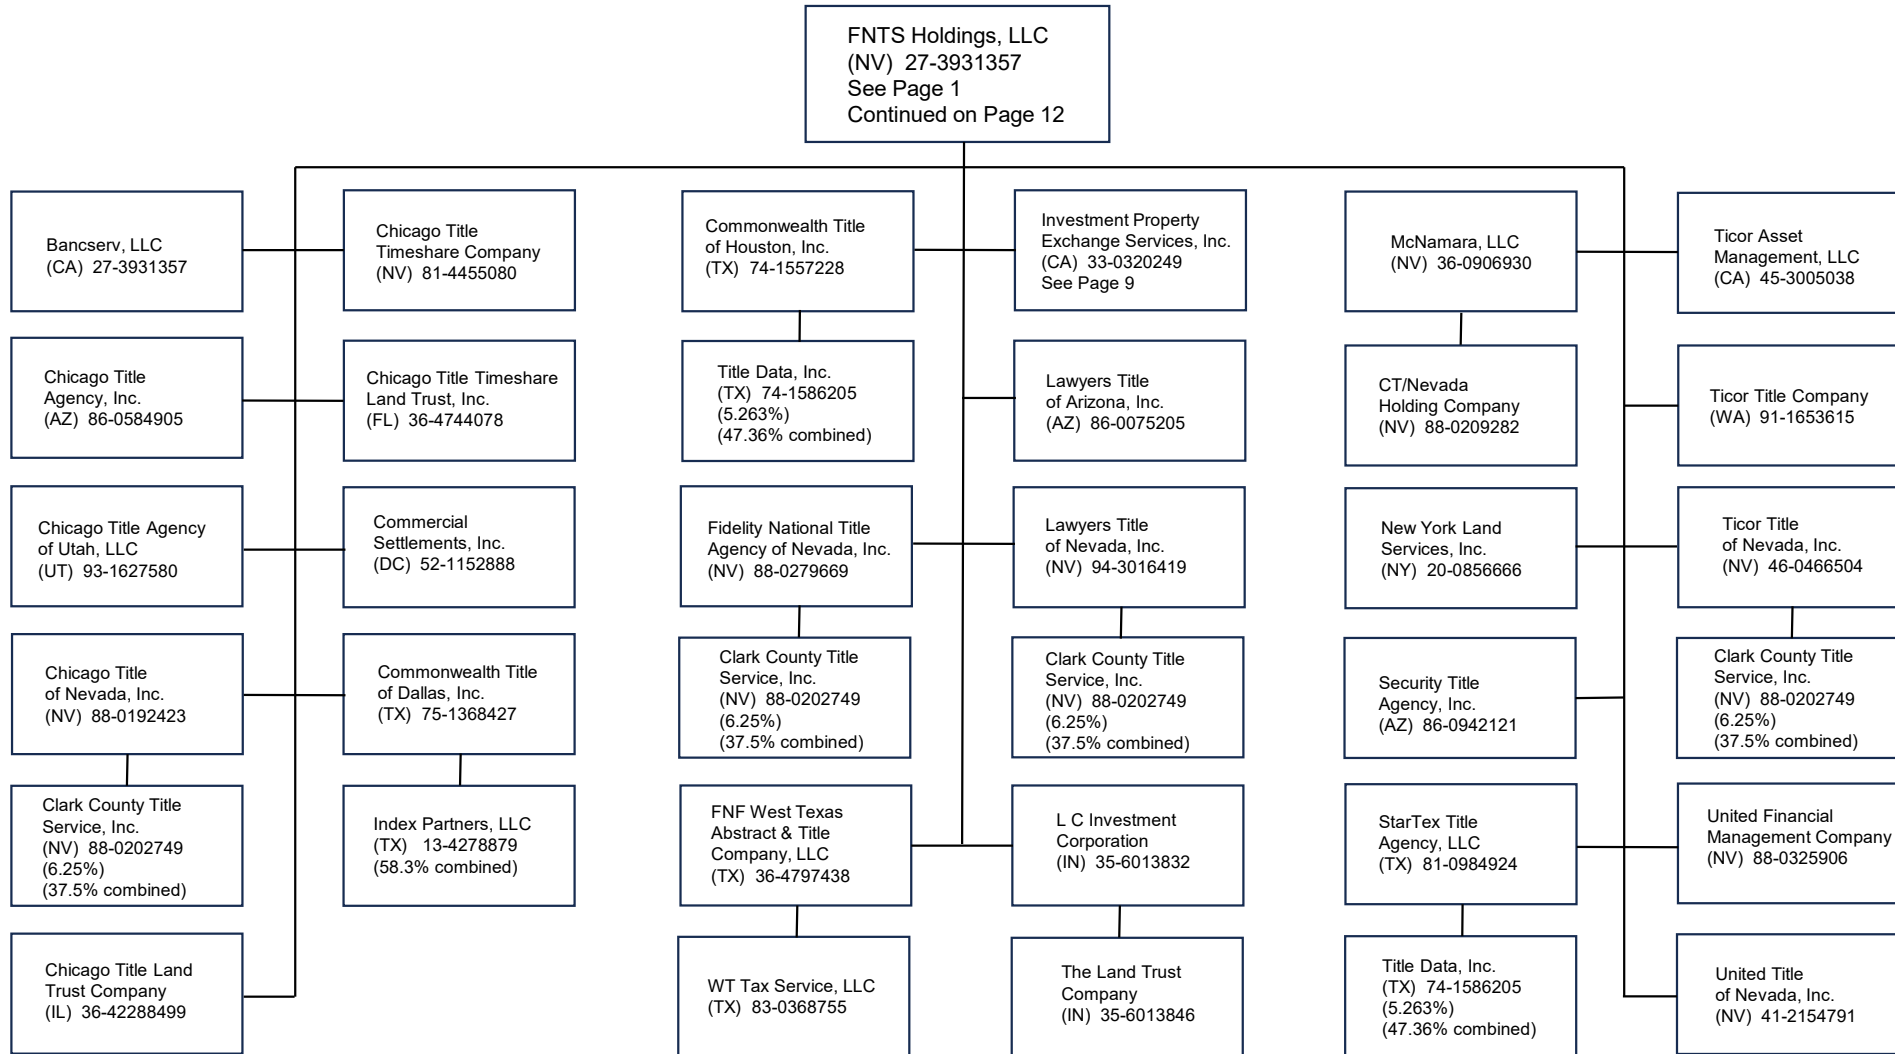 FNTS Holdings, LLC
(NV) 27-3931357
See Page 1
Continued on Page 12
Bancserv, LLC
(CA) 27-3931357
Chicago Title
Timeshare Company
(NV) 81-4455080
Commonwealth Title
of Houston, Inc.
(TX) 74-1557228
Investment Property
Exchange Services, Inc.
(CA) 33-0320249
See Page 9
McNamara, LLC
(NV) 36-0906930
Ticor Asset
Management, LLC
(CA) 45-3005038
Chicago Title
Agency, Inc.
(AZ) 86-0584905
Chicago Title Timeshare
Land Trust, Inc.
(FL) 36-4744078
Title Data, Inc.
(TX) 74-1586205
(5.263%)
(47.36% combined)
Lawyers Title
of Arizona, Inc.
(AZ) 86-0075205
CT/Nevada
Holding Company
(NV) 88-0209282
Ticor Title Company
(WA) 91-1653615
Chicago Title Agency
of Utah, LLC
(UT) 93-1627580
Commercial
Settlements, Inc.
(DC) 52-1152888
Fidelity National Title
Agency of Nevada, Inc.
(NV) 88-0279669
Lawyers Title
of Nevada, Inc.
(NV) 94-3016419
New York Land
Services, Inc.
(NY) 20-0856666
Ticor Title
of Nevada, Inc.
(NV) 46-0466504
Chicago Title
of Nevada, Inc.
(NV) 88-0192423
Commonwealth Title
of Dallas, Inc.
(TX) 75-1368427
Clark County Title
Service, Inc.
(NV) 88-0202749
(6.25%)
(37.5% combined)
Clark County Title
Service, Inc.
(NV) 88-0202749
(6.25%)
(37.5% combined)
Security Title
Agency, Inc.
(AZ) 86-0942121
Clark County Title
Service, Inc.
(NV) 88-0202749
(6.25%)
(37.5% combined)
Clark County Title
Service, Inc.
(NV) 88-0202749
(6.25%)
(37.5% combined)
Index Partners, LLC
(TX) 13-4278879
(58.3% combined)
FNF West Texas
Abstract & Title
Company, LLC
(TX) 36-4797438
L C Investment
Corporation
(IN) 35-6013832
StarTex Title
Agency, LLC
(TX) 81-0984924
United Financial
Management Company
(NV) 88-0325906
Chicago Title Land
Trust Company
(IL) 36-42288499
WT Tax Service, LLC
(TX) 83-0368755
The Land Trust
Company
(IN) 35-6013846
Title Data, Inc.
(TX) 74-1586205
(5.263%)
(47.36% combined)
United Title
of Nevada, Inc.
(NV) 41-2154791